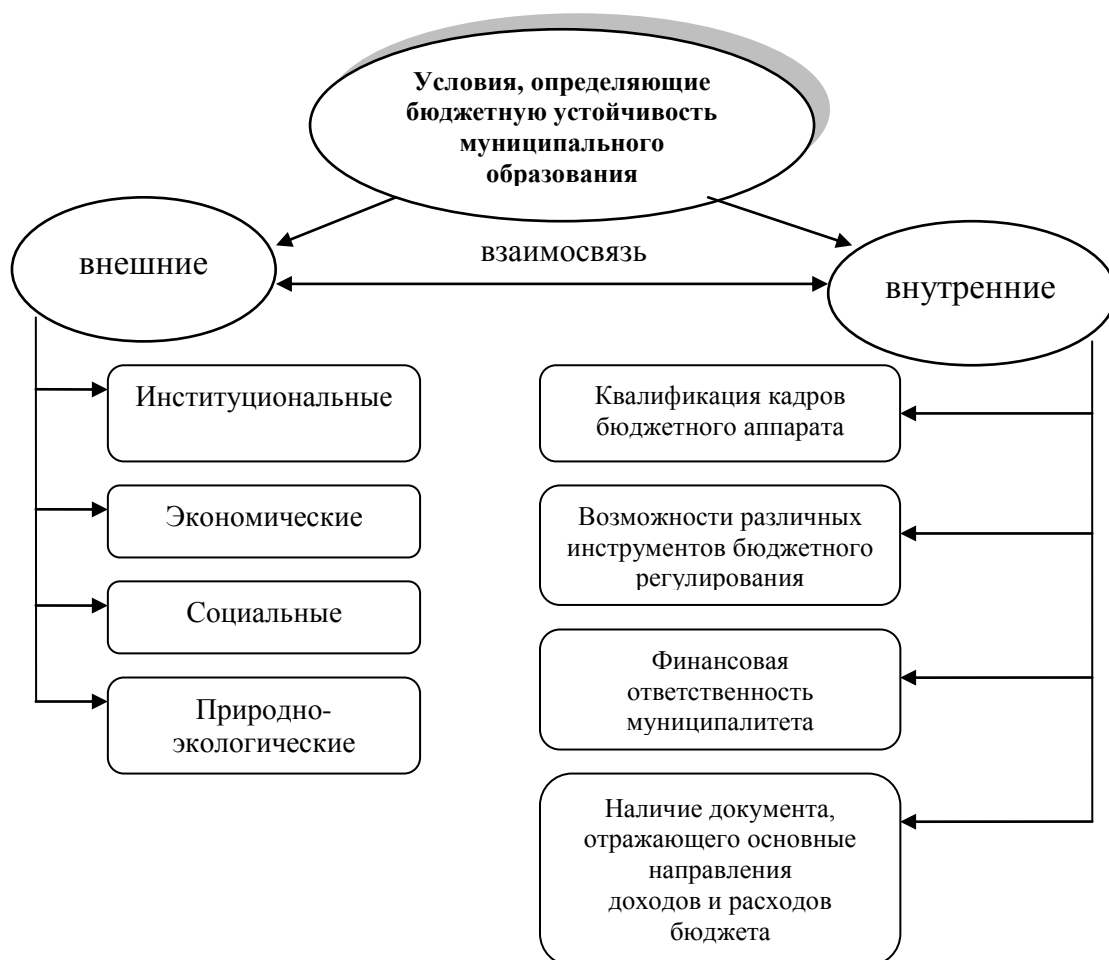 Условия, определяющие
бюджетную устойчивость
муниципального
образования
внешние
взаимосвязь
внутренние
Институциональные
Экономические
Социальные
Природно-
экологические
Квалификация кадров
бюджетного аппарата
Возможности различных
инструментов бюджетного
регулирования
Финансовая
ответственность
муниципалитета
Наличие документа,
отражающего основные
направления
доходов и расходов
бюджета